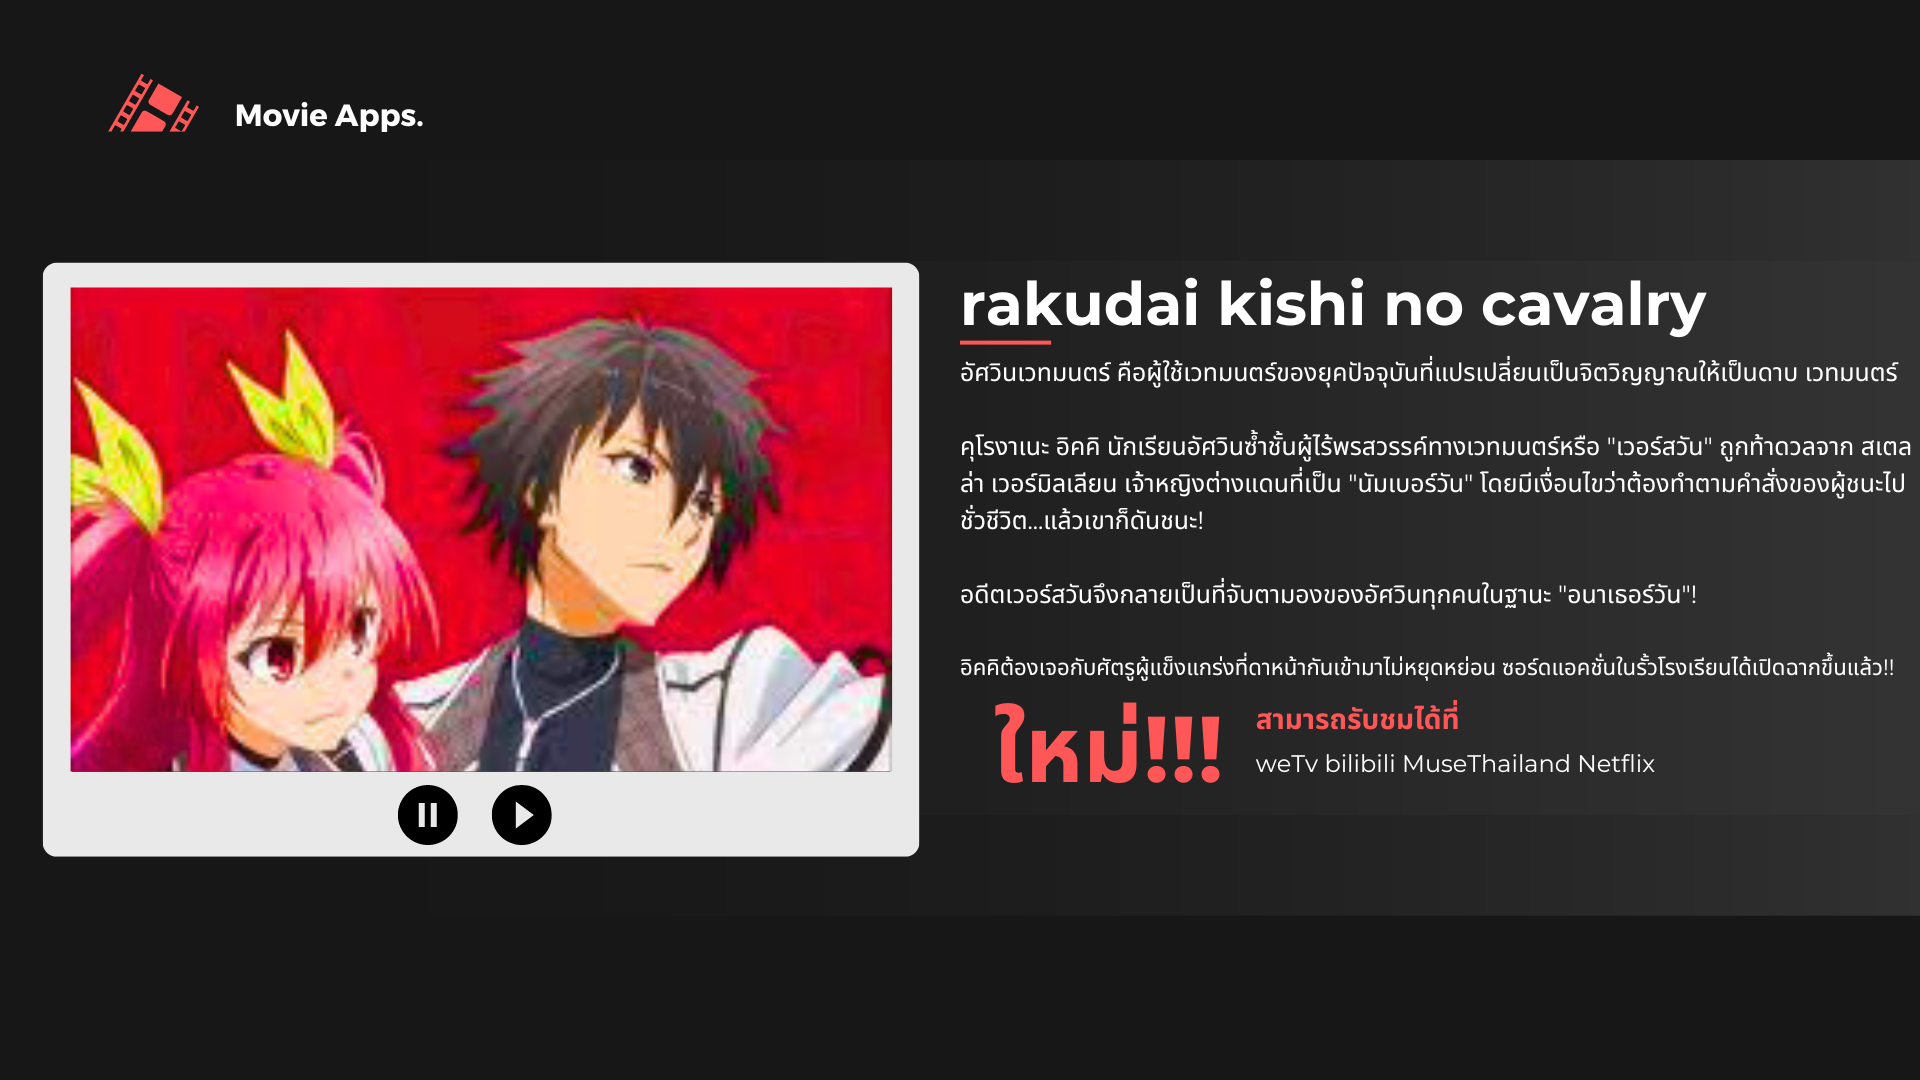 Movie Apps.
rakudai kishi no cavalry
อัศวินเวทมนตร์ คือผู้ใช้เวทมนตร์ของยุคปัจจุบันที่แปรเปลี่ยนเป็นจิตวิญญาณให้เป็นดาบ เวทมนตร์
คุโรงาเนะ อิคคิ นักเรียนอัศวินซ้ำชั้นผู้ไร้พรสวรรค์ทางเวทมนตร์หรือ "เวอร์สวัน" ถูกท้าดวลจาก สเตล
ล่า เวอร์มิลเลียน เจ้าหญิงต่างแดนที่เป็น "นัมเบอร์วัน" โดยมีเงื่อนไขว่าต้องทำตามคำสั่งของผู้ชนะไป
ชั่วชีวิต...แล้วเขาก็ดันชนะ!
อดีตเวอร์สวันจึงกลายเป็นที่จับตามองของอัศวินทุกคนในฐานะ "อนาเธอร์วัน"!
อิคคิต้องเจอกับศัตรูผู้แข็งแกร่งที่ดาหน้ากันเข้ามาไม่หยุดหย่อน ซอร์ดแอคชั่นในรั้วโรงเรียนได้เปิดฉากขึ้นแล้ว!!
ใหม่!!!
สามารถรับชมได้ที่
weTv bilibili MuseThailand Netflix